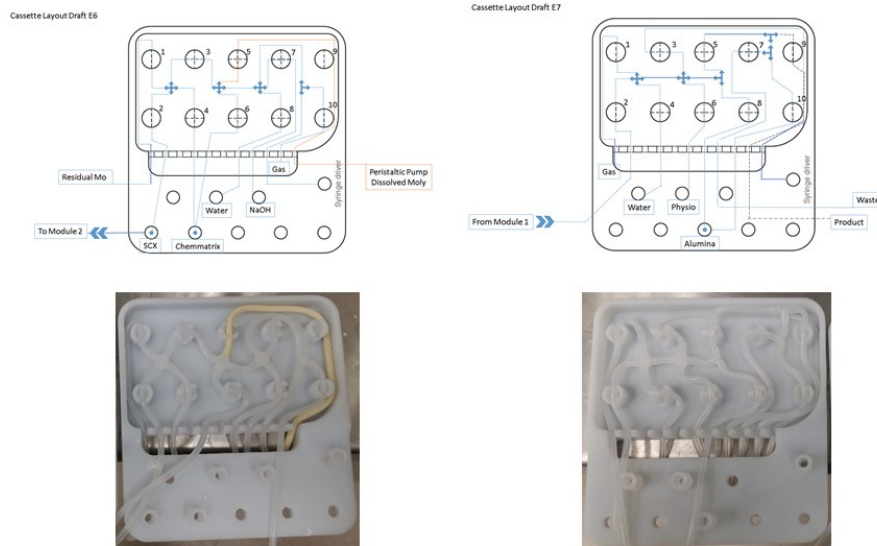 Cassette Layout Draft E6
1
3
5
7
9
2
4
6
8
10
Gas
Residual Mo
Peristaltic Pump
Dissolved Moly
Syringe driver
Water
NaOH
To Module 2
SCX
Chemmatrix
Cassette Layout Draft E7
1
3
5
7
9
2
4
6
8
10
Gas
Syringe driver
Water
Physio
Waste
From Module 1
Product
Alumina